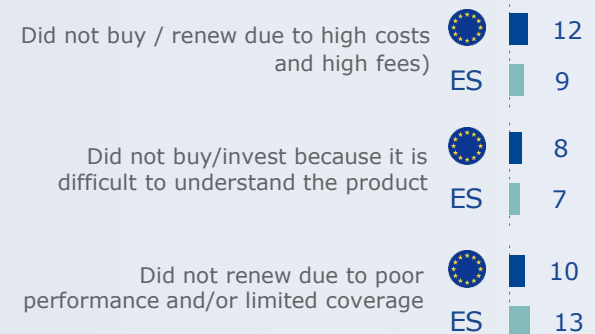 Did not buy / renew due to high costs
and high fees)
12
ES 9
Did not buy/invest because it is
difficult to understand the product
8
ES 7
Did not renew due to poor
performance and/or limited coverage
10
ES 13